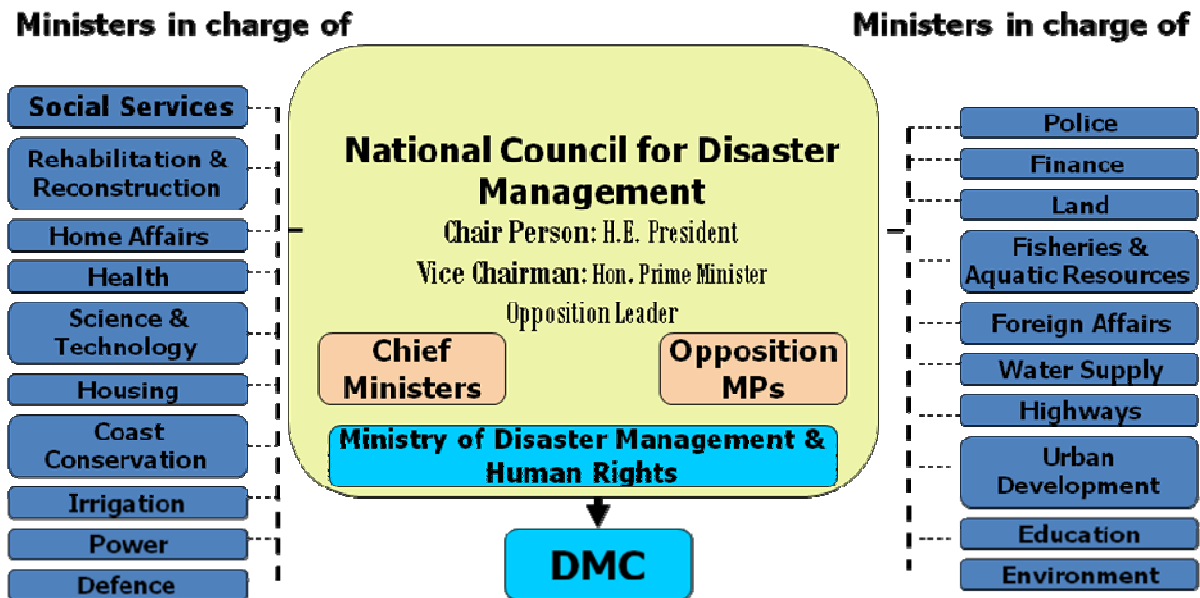 Ministers in charge of
Social Services
Rehabilitation &
Reconstruction
Home Affairs
Health
Science &
Technology
Housing
Coast
Conservation
Irrigation
Power
Defence
National Council for Disaster
Management
Chair Person: H.E. President
Vice Chairman: Hon. Prime Minister
Opposition Leader
Chief
Ministers
Opposition
MPs
Ministry of Disaster Management &
Human Rights
DMC
Ministers in charge of
Police
Finance
Land
Fisheries &
Aquatic Resources
Foreign Affairs
Water Supply
Highways
Urban
Development
Education
Environment